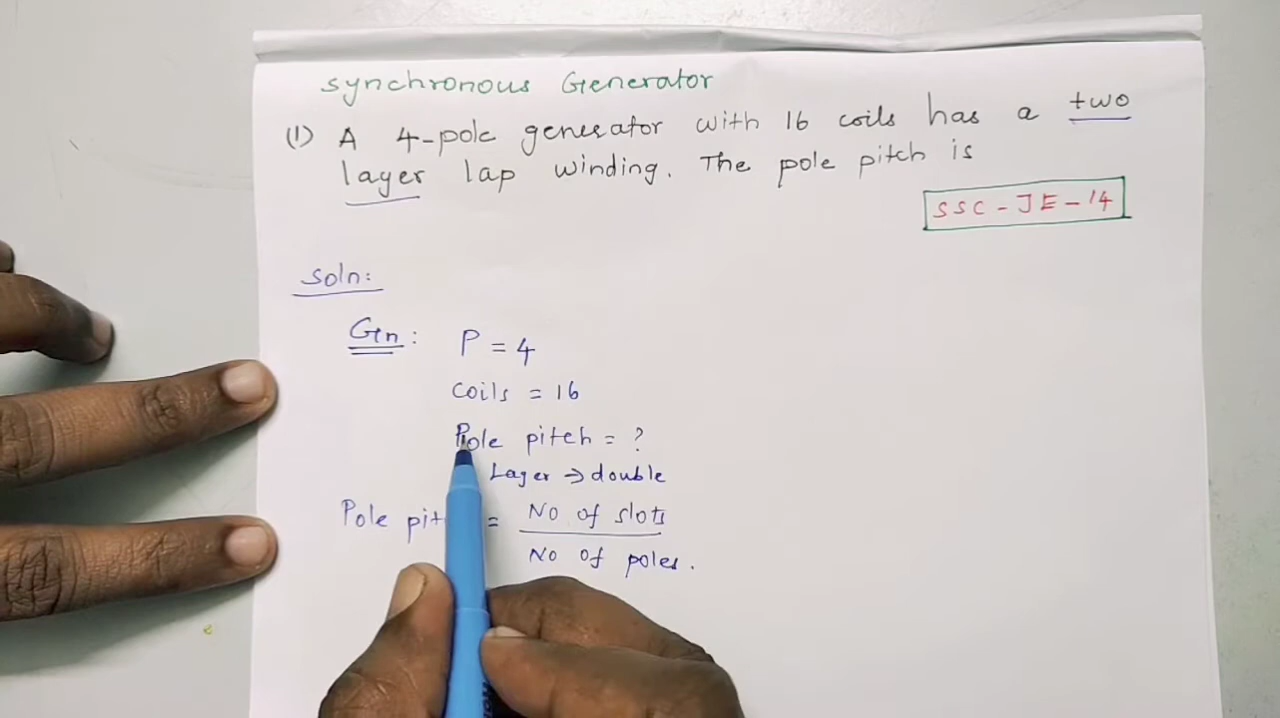 Synchronous Generator
(1) A 4-pole generator with 16 coils has a two
layer lap winding. The pole pitch is
SSC-JE-14
Soln:
Gn: P = 4
Coils = 16
Pole pitch = ?
Layer → double
Pole = No of slots
No of poles.